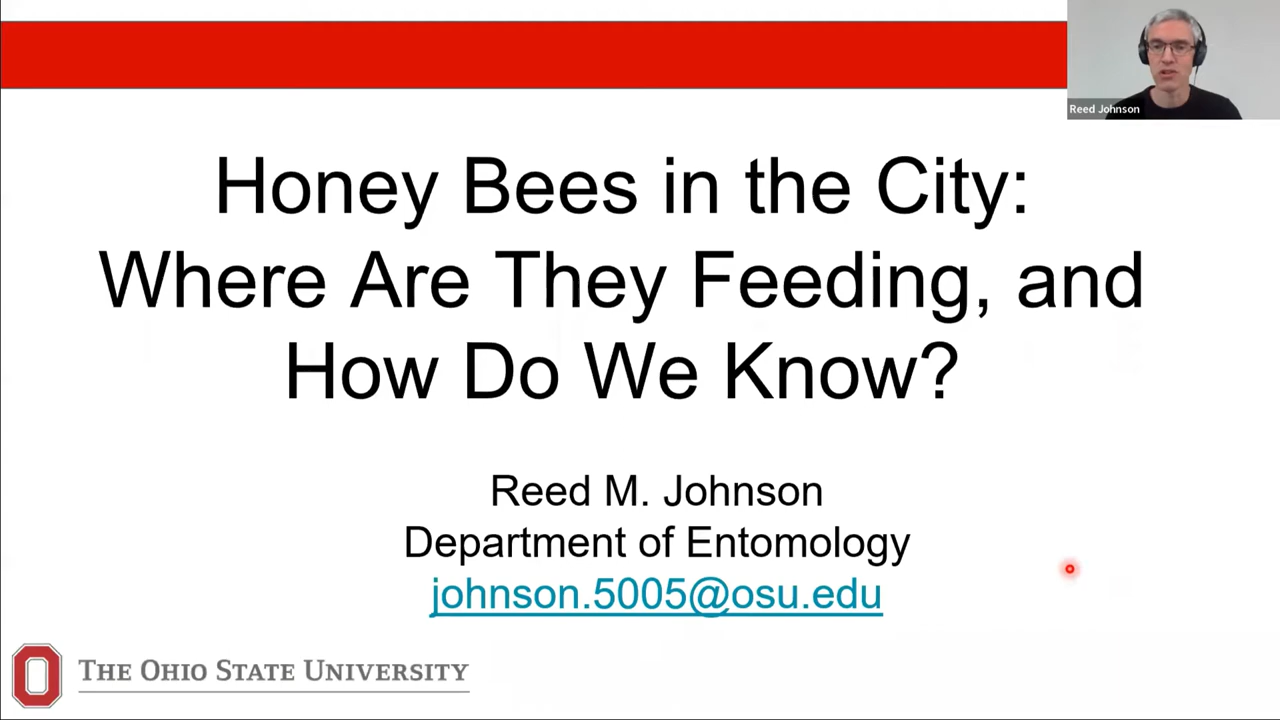 Reed Johnson
Honey Bees in the City:
Where Are They Feeding, and
How Do We Know?
Reed M. Johnson
Department of Entomology
johnson.5005@osu.edu
THE OHIO STATE UNIVERSITY